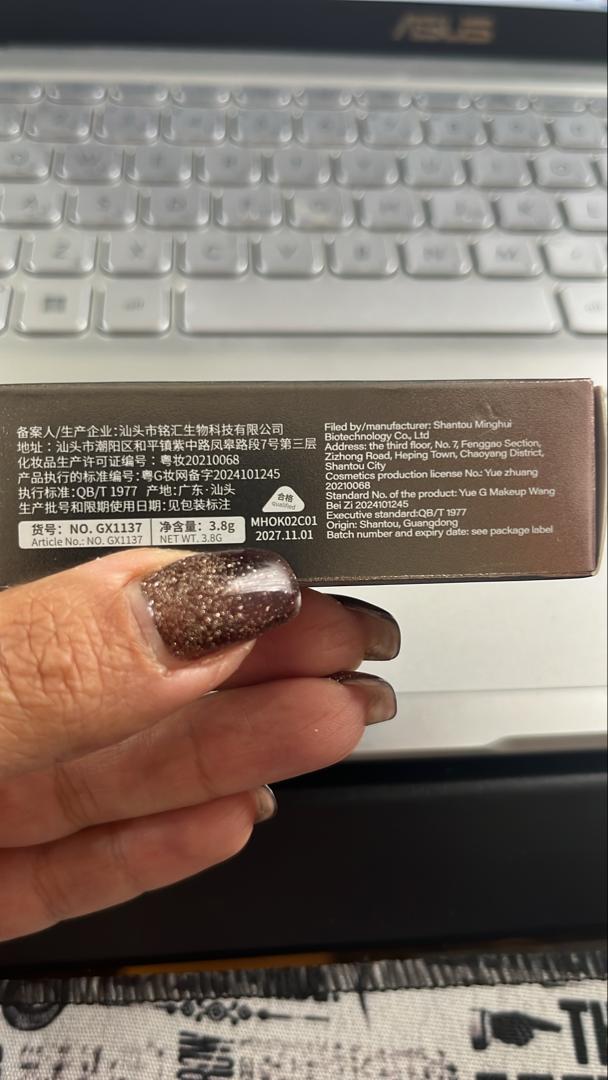 ASUS
备案人/生产企业:汕头市铭汇生物科技有限公司
地址：汕头市潮阳区和平镇紫中路凤皋路段7号第三层
化妆品生产许可证编号：粤妆20210068
产品执行的标准编号:粤G妆网备字2024101245
执行标准:QB/T 1977 产地:广东·汕头
生产批号和限期使用日期:见包装标注
货号：NO. GX1137
Article No.: NO. GX1137
净含量：3.8g
NET WT. 3.8G
合格
qualified
MHOK02C01
2027.11.01
Filed by/manufacturer: Shantou Minghui
Biotechnology Co., Ltd
Address: the third floor, No. 7, Fenggao Section,
Zizhong Road, Heping Town, Chaoyang District,
Shantou City
Cosmetics production license No.: Yue zhuang
20210068
Standard No. of the product: Yue G Makeup Wang
Bei Zi 2024101245
Executive standard:QB/T 1977
Origin: Shantou, Guangdong
Batch number and expiry date: see package label